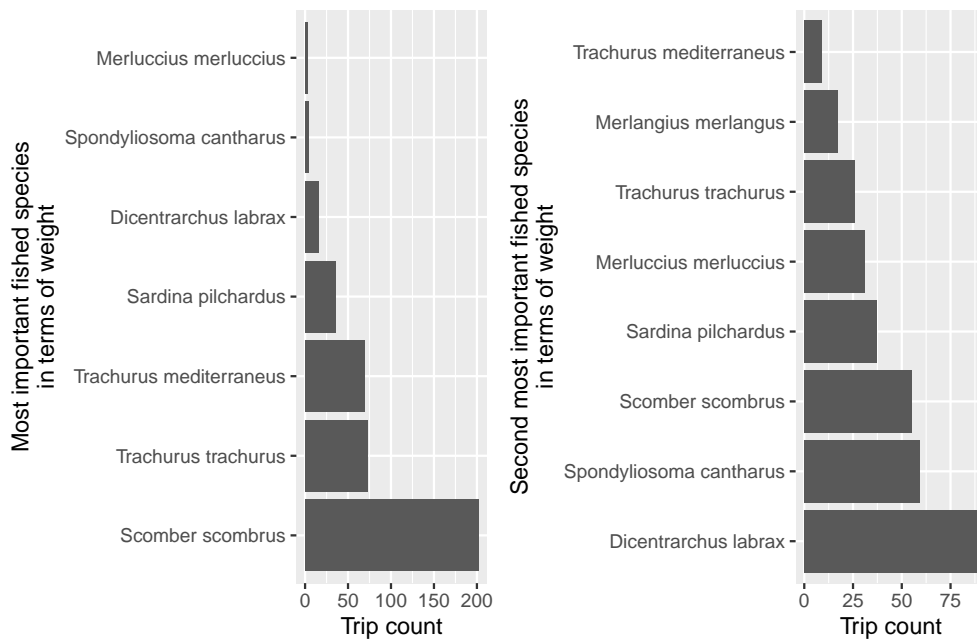 Most important fished species
in terms of weight
Merluccius merluccius
Spondyliosoma cantharus
Dicentrarchus labrax
Sardina pilchardus
Trachurus mediterraneus
Trachurus trachurus
Scomber scombrus
0 50 100 150 200
Trip count
Second most important fished species
in terms of weight
Trachurus mediterraneus
Merlangius merlangus
Trachurus trachurus
Merluccius merluccius
Sardina pilchardus
Scomber scombrus
Spondyliosoma cantharus
Dicentrarchus labrax
0 25 50 75
Trip count